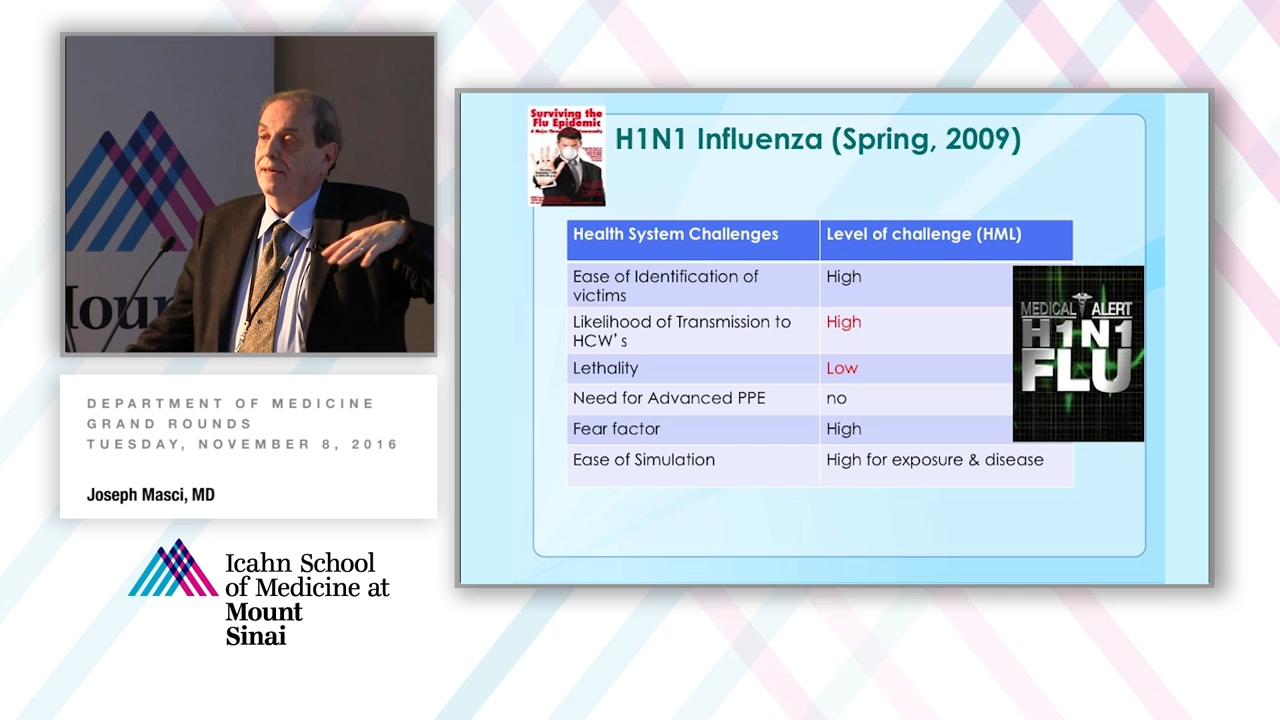 Mou
DEPARTMENT OF MEDICINE
GRAND ROUNDS
TUESDAY, NOVEMBER 8, 2016
Joseph Masci, MD
Icahn School
of Medicine at
Mount
Sinai
Surviving the
Flu Epidemic
H1N1 Influenza (Spring, 2009)
Health System Challenges
Level of challenge (HML)
Ease of Identification of
victims
High
Likelihood of Transmission to
HCW's
High
Lethality
Low
Need for Advanced PPE
no
Fear factor
High
Ease of Simulation
High for exposure & disease
MEDICAL ALERT
H1N1
FLU